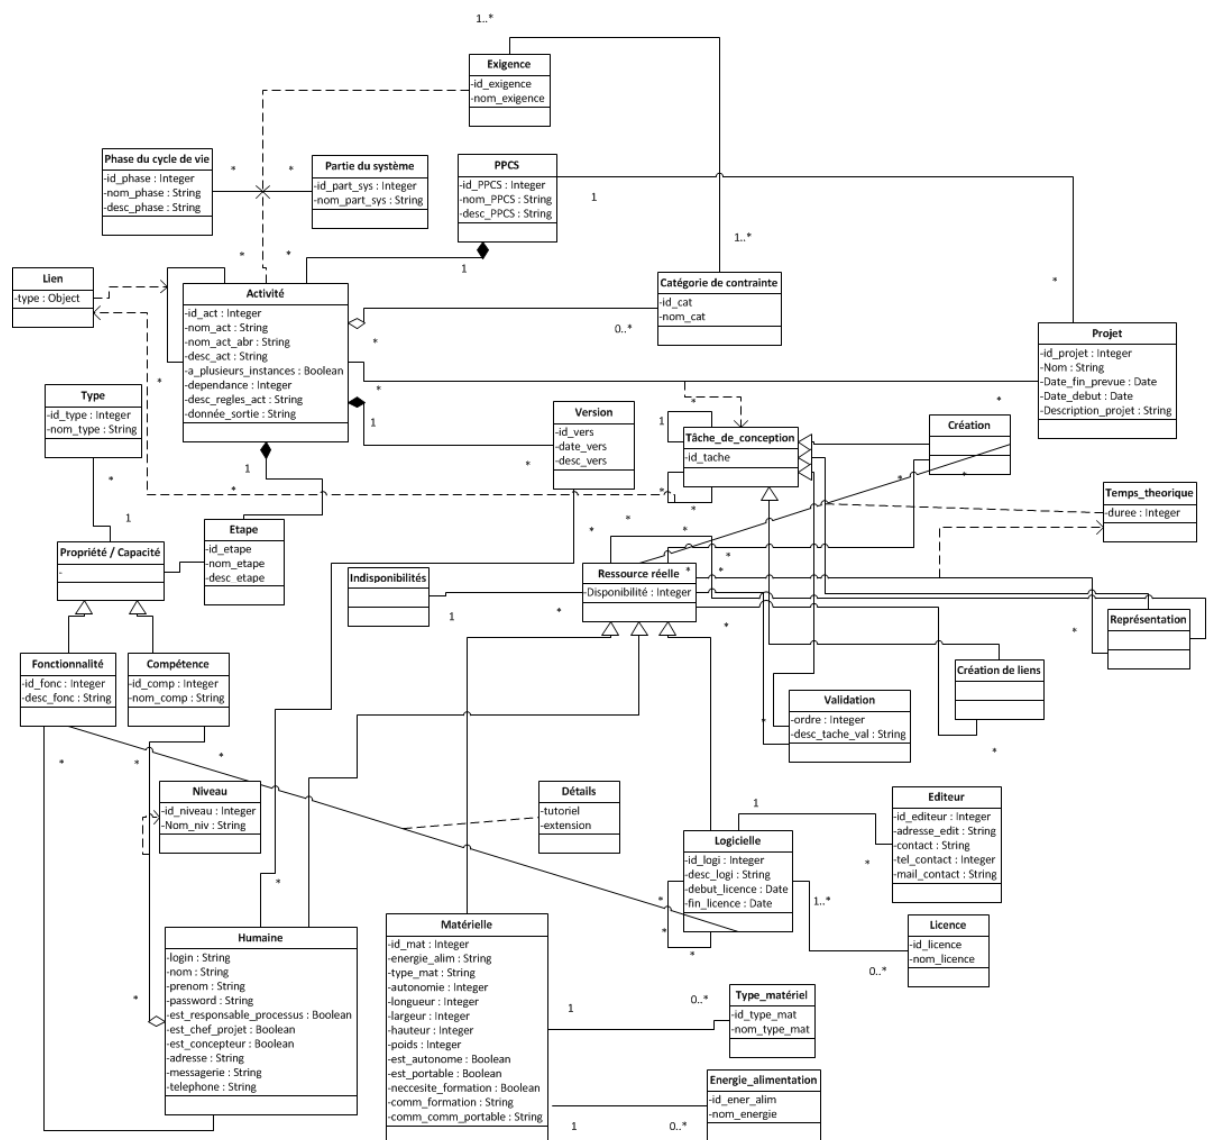 1..*
Exigence
-id_exigence
-nom_exigence
Phase du cycle de vie
-id_phase : Integer
-nom_phase : String
-desc_phase : String
*
*
Partie du système
-id_part_sys : Integer
-nom_part_sys : String
PPCS
-id_PPCS : Integer
-nom_PPCS : String
-desc_PPCS : String
1
1..*
*
*
1
*
Lien
-type : Object
Activité
-id_act : Integer
-nom_act : String
-nom_act_abr : String
-desc_act : String
-a_plusieurs_instances : Boolean
-dependance : Integer
-desc_regles_act : String
-donnée_sortie : String
Catégorie de contrainte
-id_cat
-nom_cat
0..*
*
Projet
-id_projet : Integer
-Nom : String
-Date_fin_prevue : Date
-Date_debut : Date
-Description_projet : String
*
*
*
*
Type
-id_type : Integer
-nom_type : String
1
Version
-id_vers
-date_vers
-desc_vers
1
Tâche_de_conception
-id_tache
Création
1
*
*
*
*
*
*
*
Temps_theorique
-duree : Integer
1
Etape
-id_etape
-nom_etape
-desc_etape
Propriété / Capacité
-
*
*
*
*
*
*
Indisponibilités
Ressource réelle
-Disponibilité : Integer
1
*
*
*
Représentation
Fonctionnalité
-id_fonc : Integer
-desc_fonc : String
Compétence
-id_comp : Integer
-nom_comp : String
Création de liens
Validation
-ordre : Integer
-desc_tache_val : String
*
*
*
*
*
Niveau
-id_niveau : Integer
-Nom_niv : String
Détails
-tutoriel
-extension
Editeur
-id_editeur : Integer
-adresse_edit : String
-contact : String
-tel_contact : Integer
-mail_contact : String
1
*
Logicielle
-id_logi : Integer
-desc_logi : String
-debut_licence : Date
-fin_licence : Date
*
*
*
*
1..*
Licence
-id_licence
-nom_licence
0..*
Humaine
-login : String
-nom : String
-prenom : String
-password : String
-est_responsable_processus : Boolean
-est_chef_projet : Boolean
-est_concepteur : Boolean
-adresse : String
-messagerie : String
-telephone : String
*
Matérielle
-id_mat : Integer
-energie_alim : String
-type_mat : String
-autonomie : Integer
-longueur : Integer
-largeur : Integer
-hauteur : Integer
-poids : Integer
-est_autonome : Boolean
-est_portable : Boolean
-neccesite_formation : Boolean
-comm_formation : String
-comm_comm_portable : String
1
0..*
Type_matériel
-id_type_mat
-nom_type_mat
Energie_alimentation
-id_ener_alim
-nom_energie
1
0..*